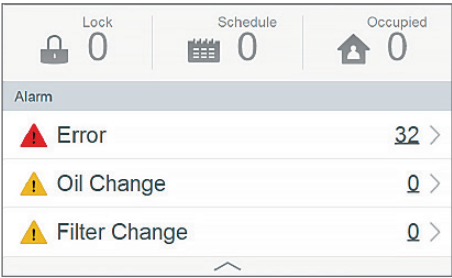 Lock Schedule Occupied
0 0 0
Alarm
Error 32
Oil Change 0
Filter Change 0